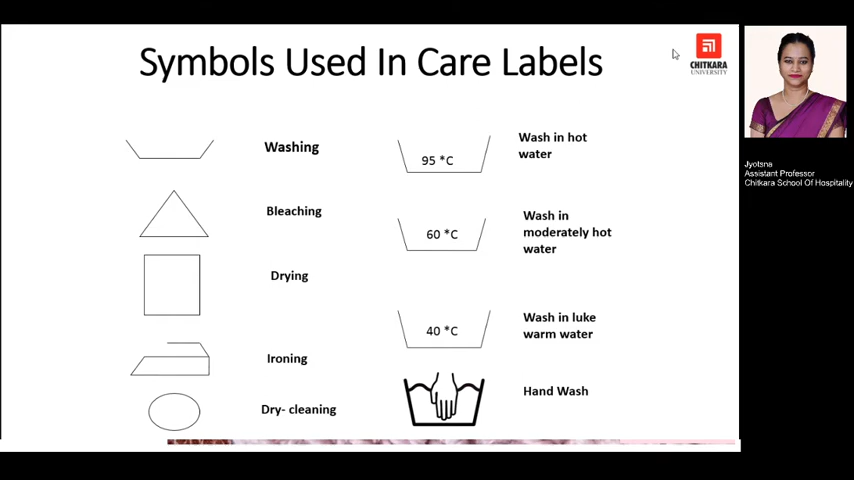 Symbols Used In Care Labels
CHITKARA
UNIVERSITY
Washing
Bleaching
Drying
Ironing
Dry- cleaning
95 *C
Wash in hot
water
60 *C
Wash in
moderately hot
water
40 *C
Wash in luke
warm water
Hand Wash
Jyotsna
Assistant Professor
Chitkara School Of Hospitality